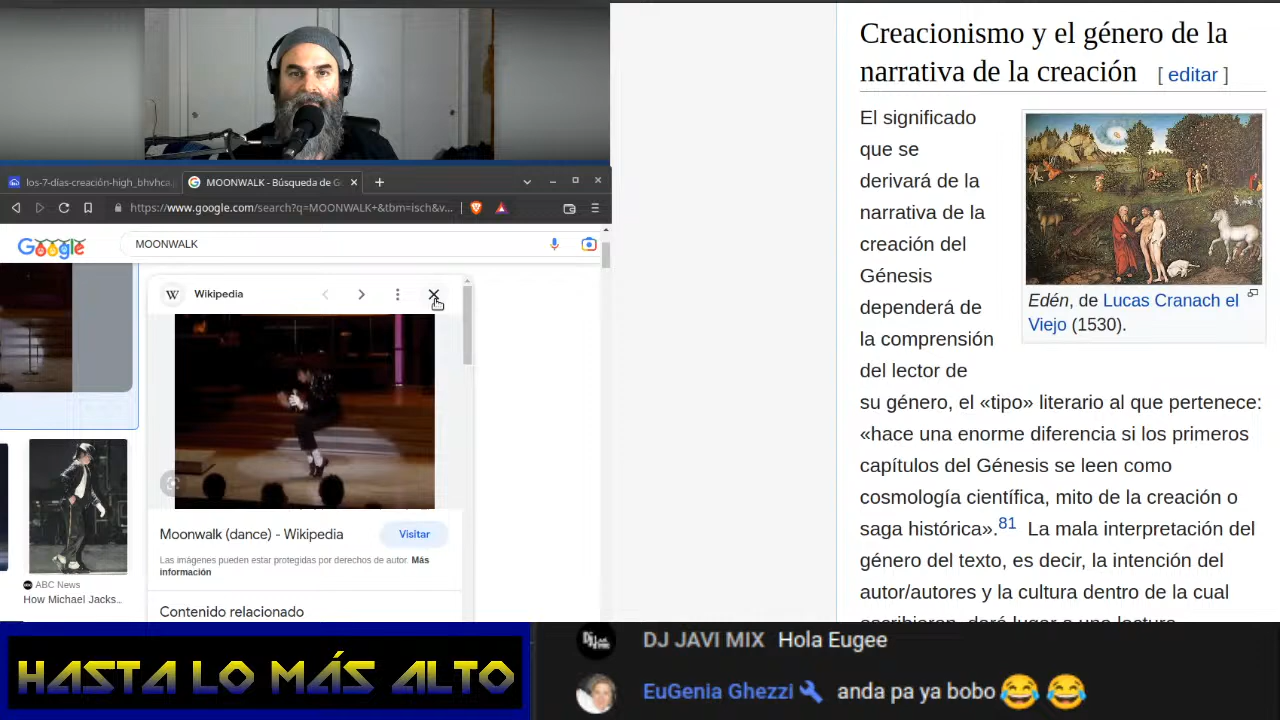 los-7-días-creación-high_bhvhca.
MOONWALK - Búsqueda de G
https://www.google.com/search?q=MOONWALK+&tbm=isch&v...
Google
MOONWALK
Wikipedia
Moonwalk (dance) - Wikipedia
Visitar
Las imágenes pueden estar protegidas por derechos de autor. Más
información
Contenido relacionado
ABC News
How Michael Jacks...
Creacionismo y el género de la
narrativa de la creación [ editar ]
El significado
que se
derivará de la
narrativa de la
creación del
Génesis
dependerá de
la comprensión
del lector de
su género, el «tipo» literario al que pertenece:
«hace una enorme diferencia si los primeros
capítulos del Génesis se leen como
cosmología científica, mito de la creación o
saga histórica».81 La mala interpretación del
género del texto, es decir, la intención del
autor/autores y la cultura dentro de la cual
Edén, de Lucas Cranach el
Viejo (1530).
HASTA LO MÁS ALTO
DJ JAVI MIX Hola Eugee
EuGenia Ghezzi anda pa ya bobo